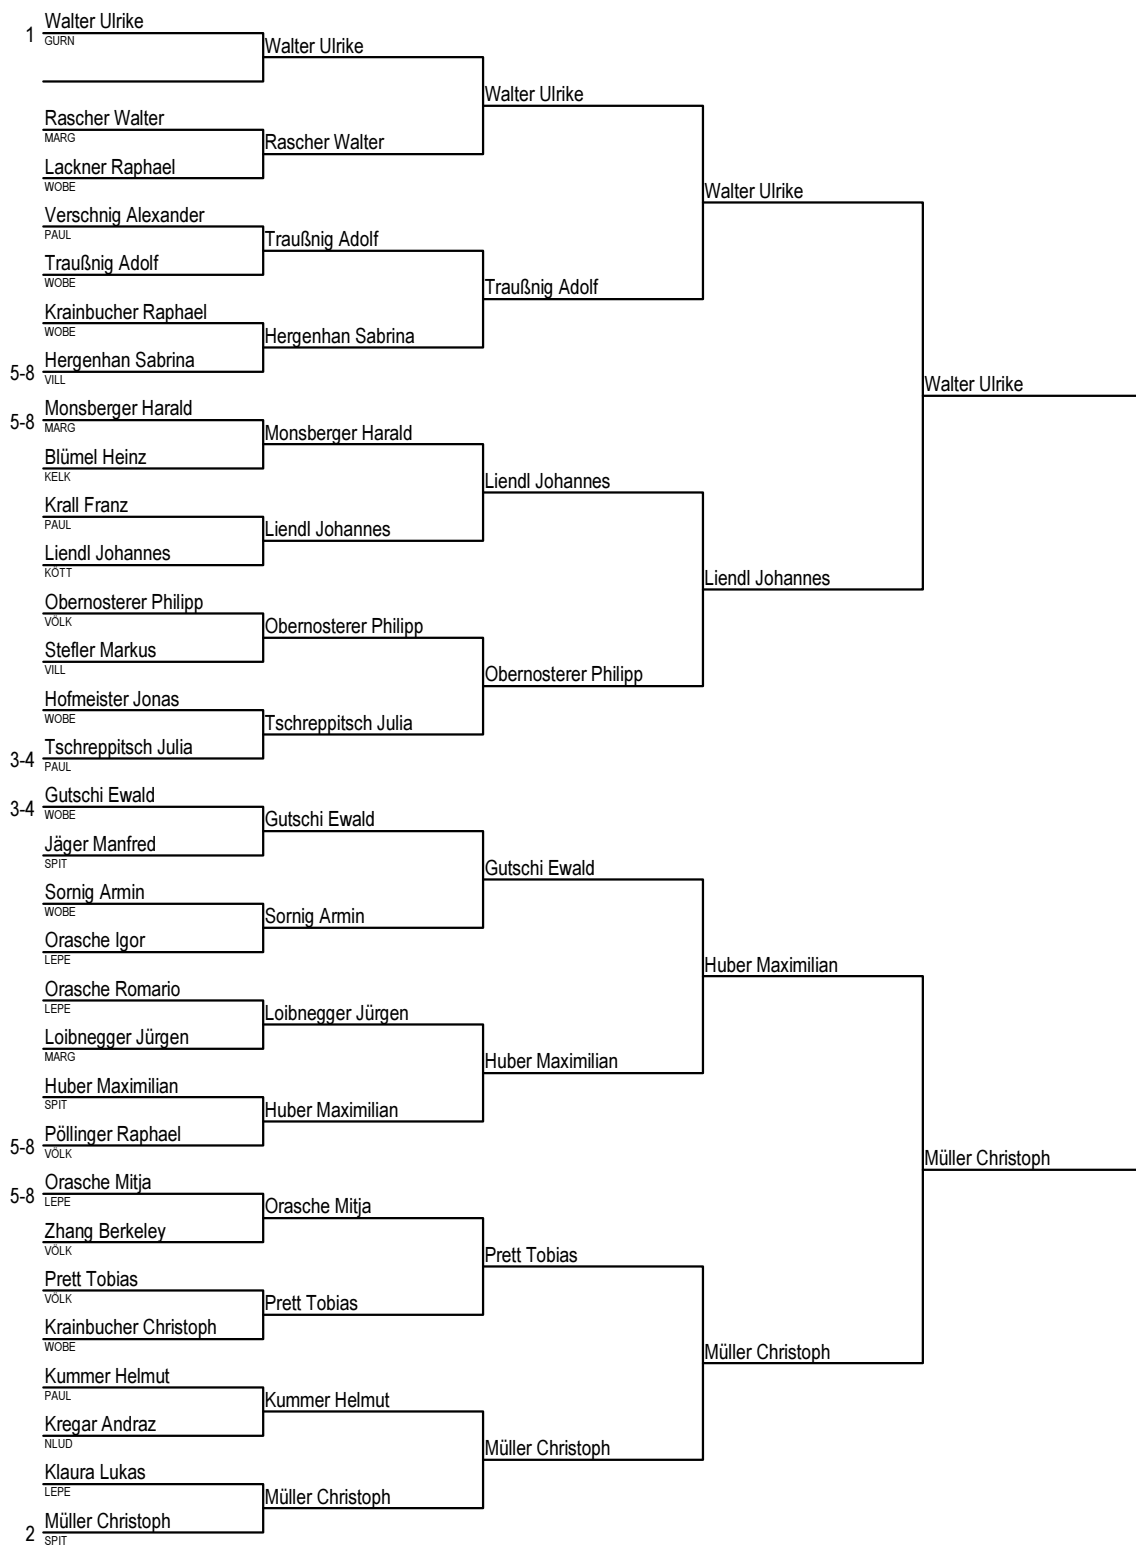 Walter Ulrike
1
GURN
Walter Ulrike
Walter Ulrike
Rascher Walter
MARG
Rascher Walter
Lackner Raphael
WOBE
Walter Ulrike
Verschnig Alexander
PAUL
Traußnig Adolf
Traußnig Adolf
WOBE
Traußnig Adolf
Krainbucher Raphael
WOBE
Hergenhan Sabrina
Hergenhan Sabrina
5-8
VILL
Walter Ulrike
Monsberger Harald
5-8
MARG
Monsberger Harald
Blümel Heinz
KELK
Liendl Johannes
Krall Franz
PAUL
Liendl Johannes
Liendl Johannes
KÖTT
Liendl Johannes
Obernosterer Philipp
VÖLK
Obernosterer Philipp
Stefler Markus
VILL
Obernosterer Philipp
Hofmeister Jonas
WOBE
Tschreppitsch Julia
Tschreppitsch Julia
3-4
PAUL
Gutschi Ewald
3-4
WOBE
Gutschi Ewald
Jäger Manfred
SPIT
Gutschi Ewald
Sornig Armin
WOBE
Sornig Armin
Orasche Igor
LEPE
Huber Maximilian
Orasche Romario
LEPE
Loibnegger Jürgen
Loibnegger Jürgen
MARG
Huber Maximilian
Huber Maximilian
SPIT
Huber Maximilian
Pöllinger Raphael
5-8
VÖLK
Müller Christoph
Orasche Mitja
5-8
LEPE
Orasche Mitja
Zhang Berkeley
VÖLK
Prett Tobias
Prett Tobias
VÖLK
Prett Tobias
Krainbucher Christoph
WOBE
Müller Christoph
Kummer Helmut
PAUL
Kummer Helmut
Kregar Andraz
NLUD
Müller Christoph
Klaura Lukas
LEPE
Müller Christoph
Müller Christoph
2
SPIT